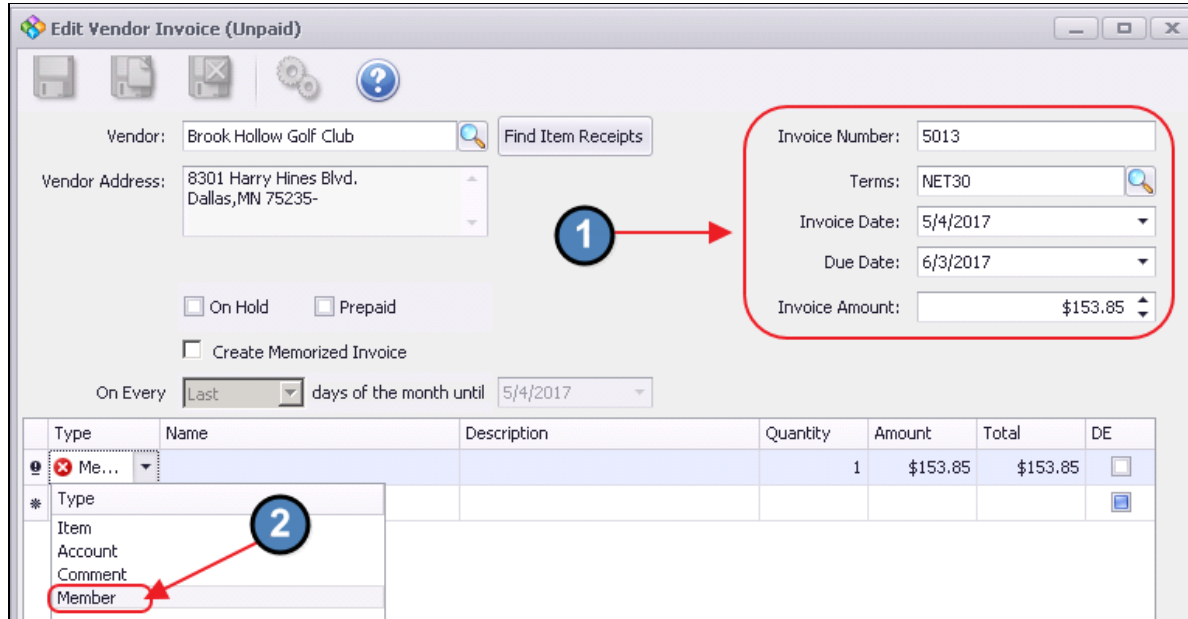 Edit Vendor Invoice (Unpaid)
Vendor: Brook Hollow Golf Club Find Item Receipts
Vendor Address: 8301 Harry Hines Blvd.
Dallas,MN 75235-
Invoice Number: 5013
Terms: NET30
Invoice Date: 5/4/2017
Due Date: 6/3/2017
Invoice Amount: $153.85
1
On Hold Prepaid
Create Memorized Invoice
On Every Last days of the month until 5/4/2017
Type Name Description Quantity Amount Total DE
Me... 1 $153.85 $153.85
Type
Item
Account
Comment
Member
2